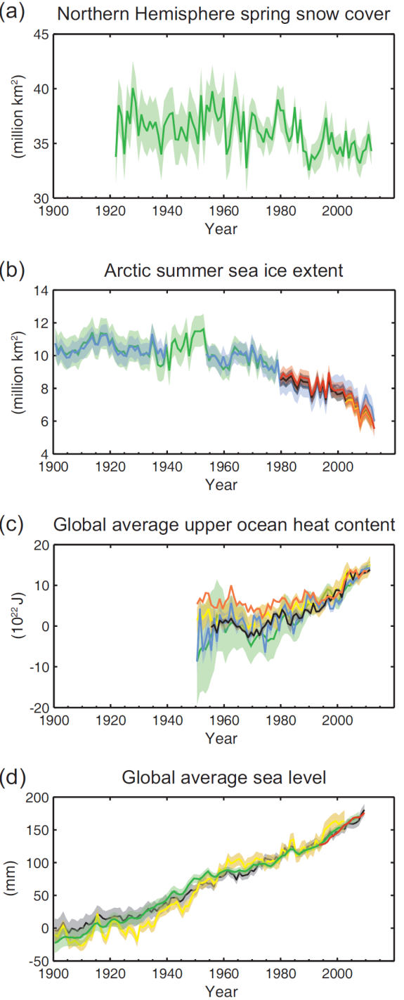 (a) Northern Hemisphere spring snow cover
45
40
35
30
(million km²)
1900 1920 1940 1960 1980 2000
Year
(b) Arctic summer sea ice extent
14
12
10
8
6
4
(million km²)
1900 1920 1940 1960 1980 2000
Year
(c) Global average upper ocean heat content
20
10
0
-10
-20
(10²² J)
1900 1920 1940 1960 1980 2000
Year
(d) Global average sea level
200
150
100
50
0
-50
(mm)
1900 1920 1940 1960 1980 2000
Year